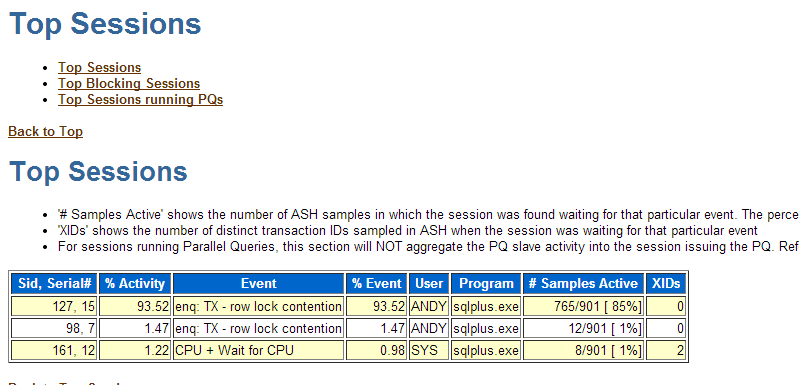 Top Sessions
Top Sessions
Top Blocking Sessions
Top Sessions running PQs
Back to Top
Top Sessions
'# Samples Active' shows the number of ASH samples in which the session was found waiting for that particular event. The perce
'XIDs' shows the number of distinct transaction IDs sampled in ASH when the session was waiting for that particular event
For sessions running Parallel Queries, this section will NOT aggregate the PQ slave activity into the session issuing the PQ. Ref
Sid, Serial# % Activity Event % Event User Program # Samples Active XIDs
127, 15 93.52 enq: TX - row lock contention 93.52 ANDY sqlplus.exe 765/901 [ 85%] 0
98, 7 1.47 enq: TX - row lock contention 1.47 ANDY sqlplus.exe 12/901 [ 1%] 0
161, 12 1.22 CPU + Wait for CPU 0.98 SYS sqlplus.exe 8/901 [ 1%] 2